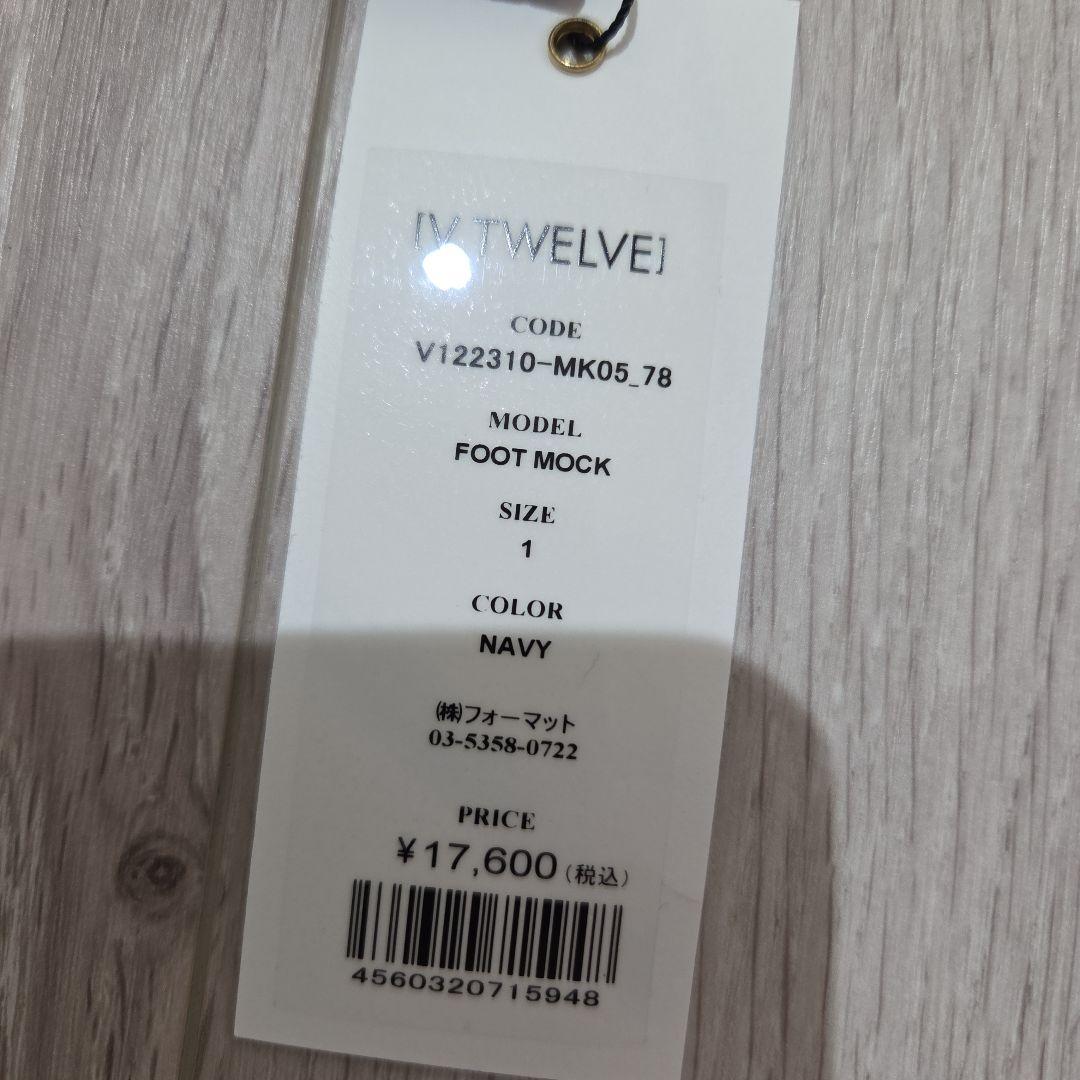 [V TWELVE]
CODE
V122310-MK05_78
MODEL
FOOT MOCK
SIZE
1
COLOR
NAVY
㈱フォーマット
03-5358-0722
PRICE
¥17,600(税込)
4560320715948